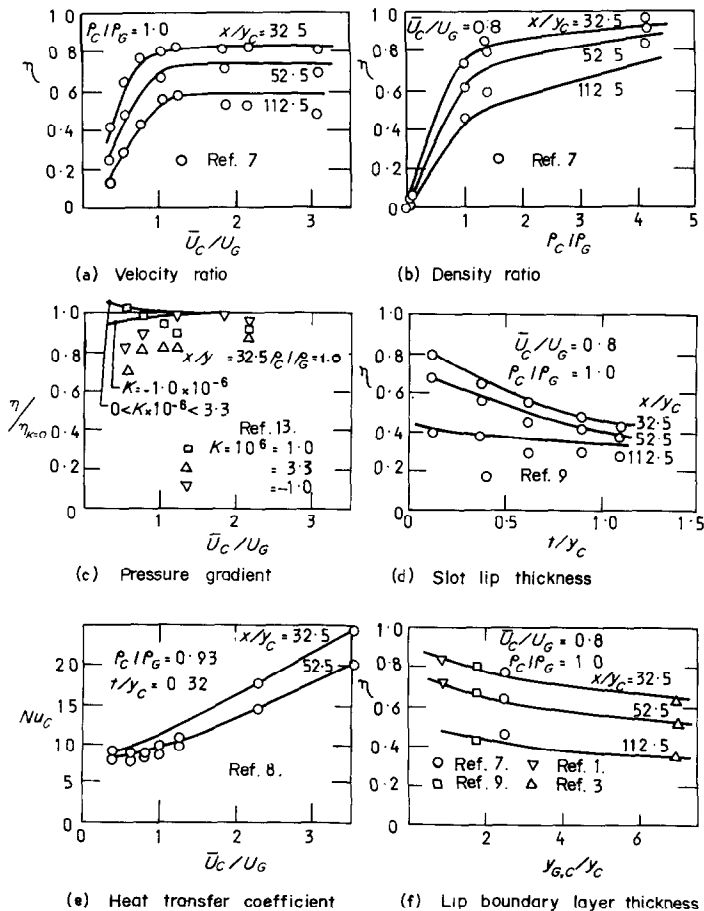 ρC/ρG = 1.0
x/yC = 32.5
52.5
112.5
η
1.0
0.8
0.6
0.4
0.2
0
○ Ref. 7
0 1 2 3
ŪC/UG
(a) Velocity ratio
ŪC/UG = 0.8
x/yC = 32.5
52.5
112.5
η
1.0
0.8
0.6
0.4
0.2
0
○ Ref. 7
0 1 2 3 4 5
ρC/ρG
(b) Density ratio
η/ηK=0
1.0
0.8
0.6
0.4
0.2
0
x/y = 32.5 ρC/ρG = 1.0
K = -1.0 × 10-6
0 < K × 10-6 < 3.3
Ref. 13.
□ K = 10 6 = 1.0
△ = 3.3
▽ = -1.0
0 1 2 3
ŪC/UG
(c) Pressure gradient
ŪC/UG = 0.8
ρC/ρG = 1.0
x/yC
32.5
52.5
112.5
η
1.0
0.8
0.6
0.4
0.2
0
○ Ref. 9
0 0.5 1.0 1.5
t/yC
(d) Slot lip thickness
ρC/ρG = 0.93
t/yC = 0 32
x/yC = 32.5
52.5
NuC
20
15
10
5
0
Ref. 8.
0 1 2 3
ŪC/UG
(e) Heat transfer coefficient
ŪC/UG = 0.8
ρC/ρG = 1 0
x/yC = 32.5
52.5
112.5
η
1.0
0.8
0.6
0.4
0.2
0
○ Ref. 7. ▽ Ref. 1.
□ Ref. 9. △ Ref. 3
2 4 6
yG,C/yC
(f) Lip boundary layer thickness